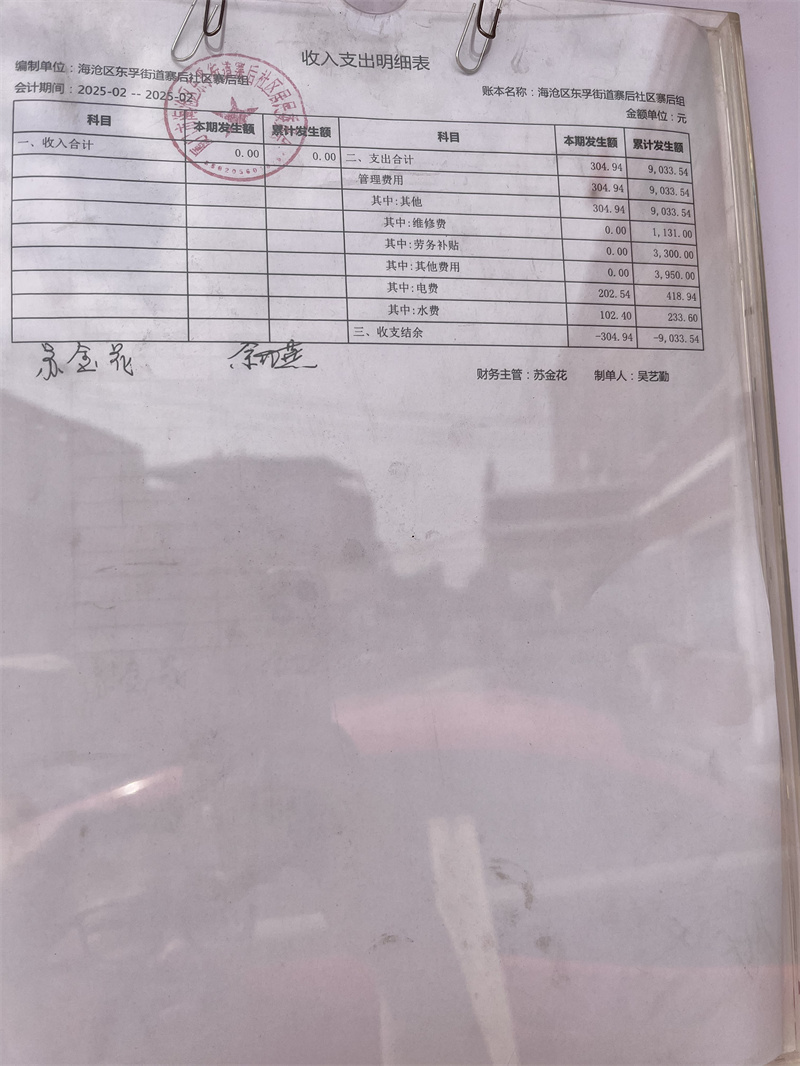 收入支出明细表
编制单位：海沧区东孚街道寨后社区寨后组
会计期间：2025-02 -- 2025-02
账本名称：海沧区东孚街道寨后社区寨后组
金额单位：元
科目 本期发生额 累计发生额 科目 本期发生额 累计发生额
一、收入合计 0.00 0.00 二、支出合计 304.94 9,033.54
管理费用 304.94 9,033.54
其中:其他 304.94 9,033.54
其中:维修费 0.00 1,131.00
其中:劳务补贴 0.00 3,300.00
其中:其他费用 0.00 3,950.00
其中:电费 202.54 418.94
其中:水费 102.40 233.60
三、收支结余 -304.94 -9,033.54
苏金花
财务主管：苏金花 制单人：吴艺勤